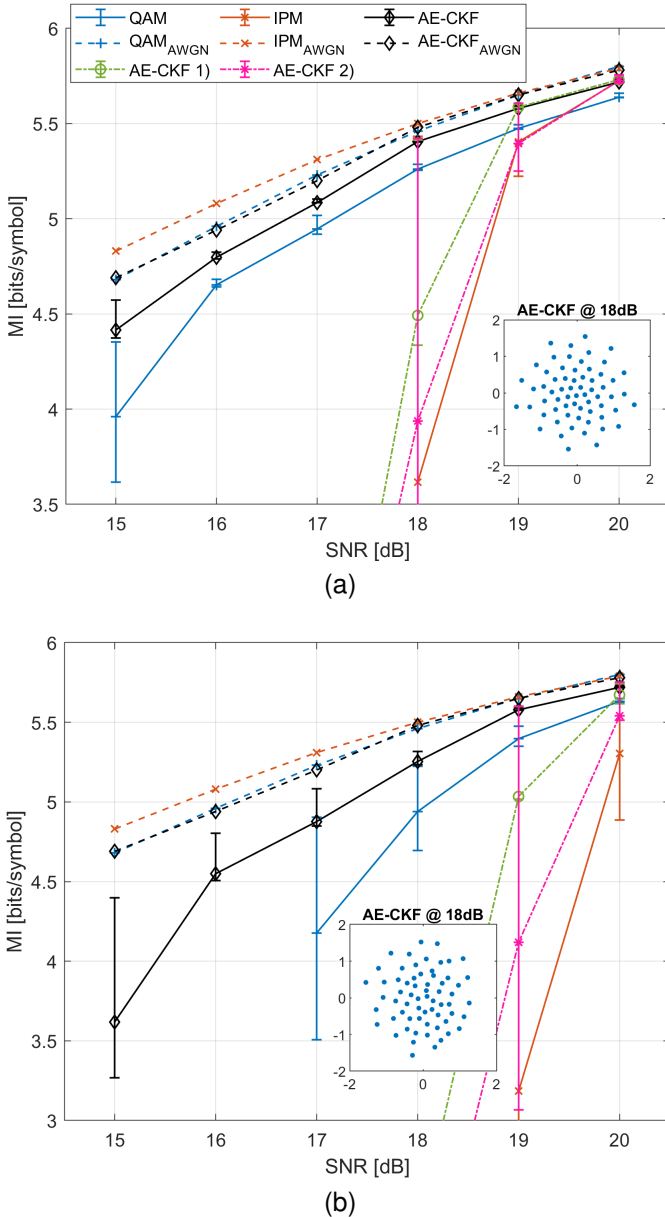 QAM IPM AE-CKF
QAM_AWGN IPM_AWGN AE-CKF_AWGN
AE-CKF 1) AE-CKF 2)
6
5.5
5
4.5
4
3.5
MI [bits/symbol]
AE-CKF @ 18dB
2
1
0
-1
-2
-2 0 2
15 16 17 18 19 20
SNR [dB]
(a)
6
5.5
5
4.5
4
3.5
3
MI [bits/symbol]
AE-CKF @ 18dB
2
1
0
-1
-2
-2 0 2
15 16 17 18 19 20
SNR [dB]
(b)